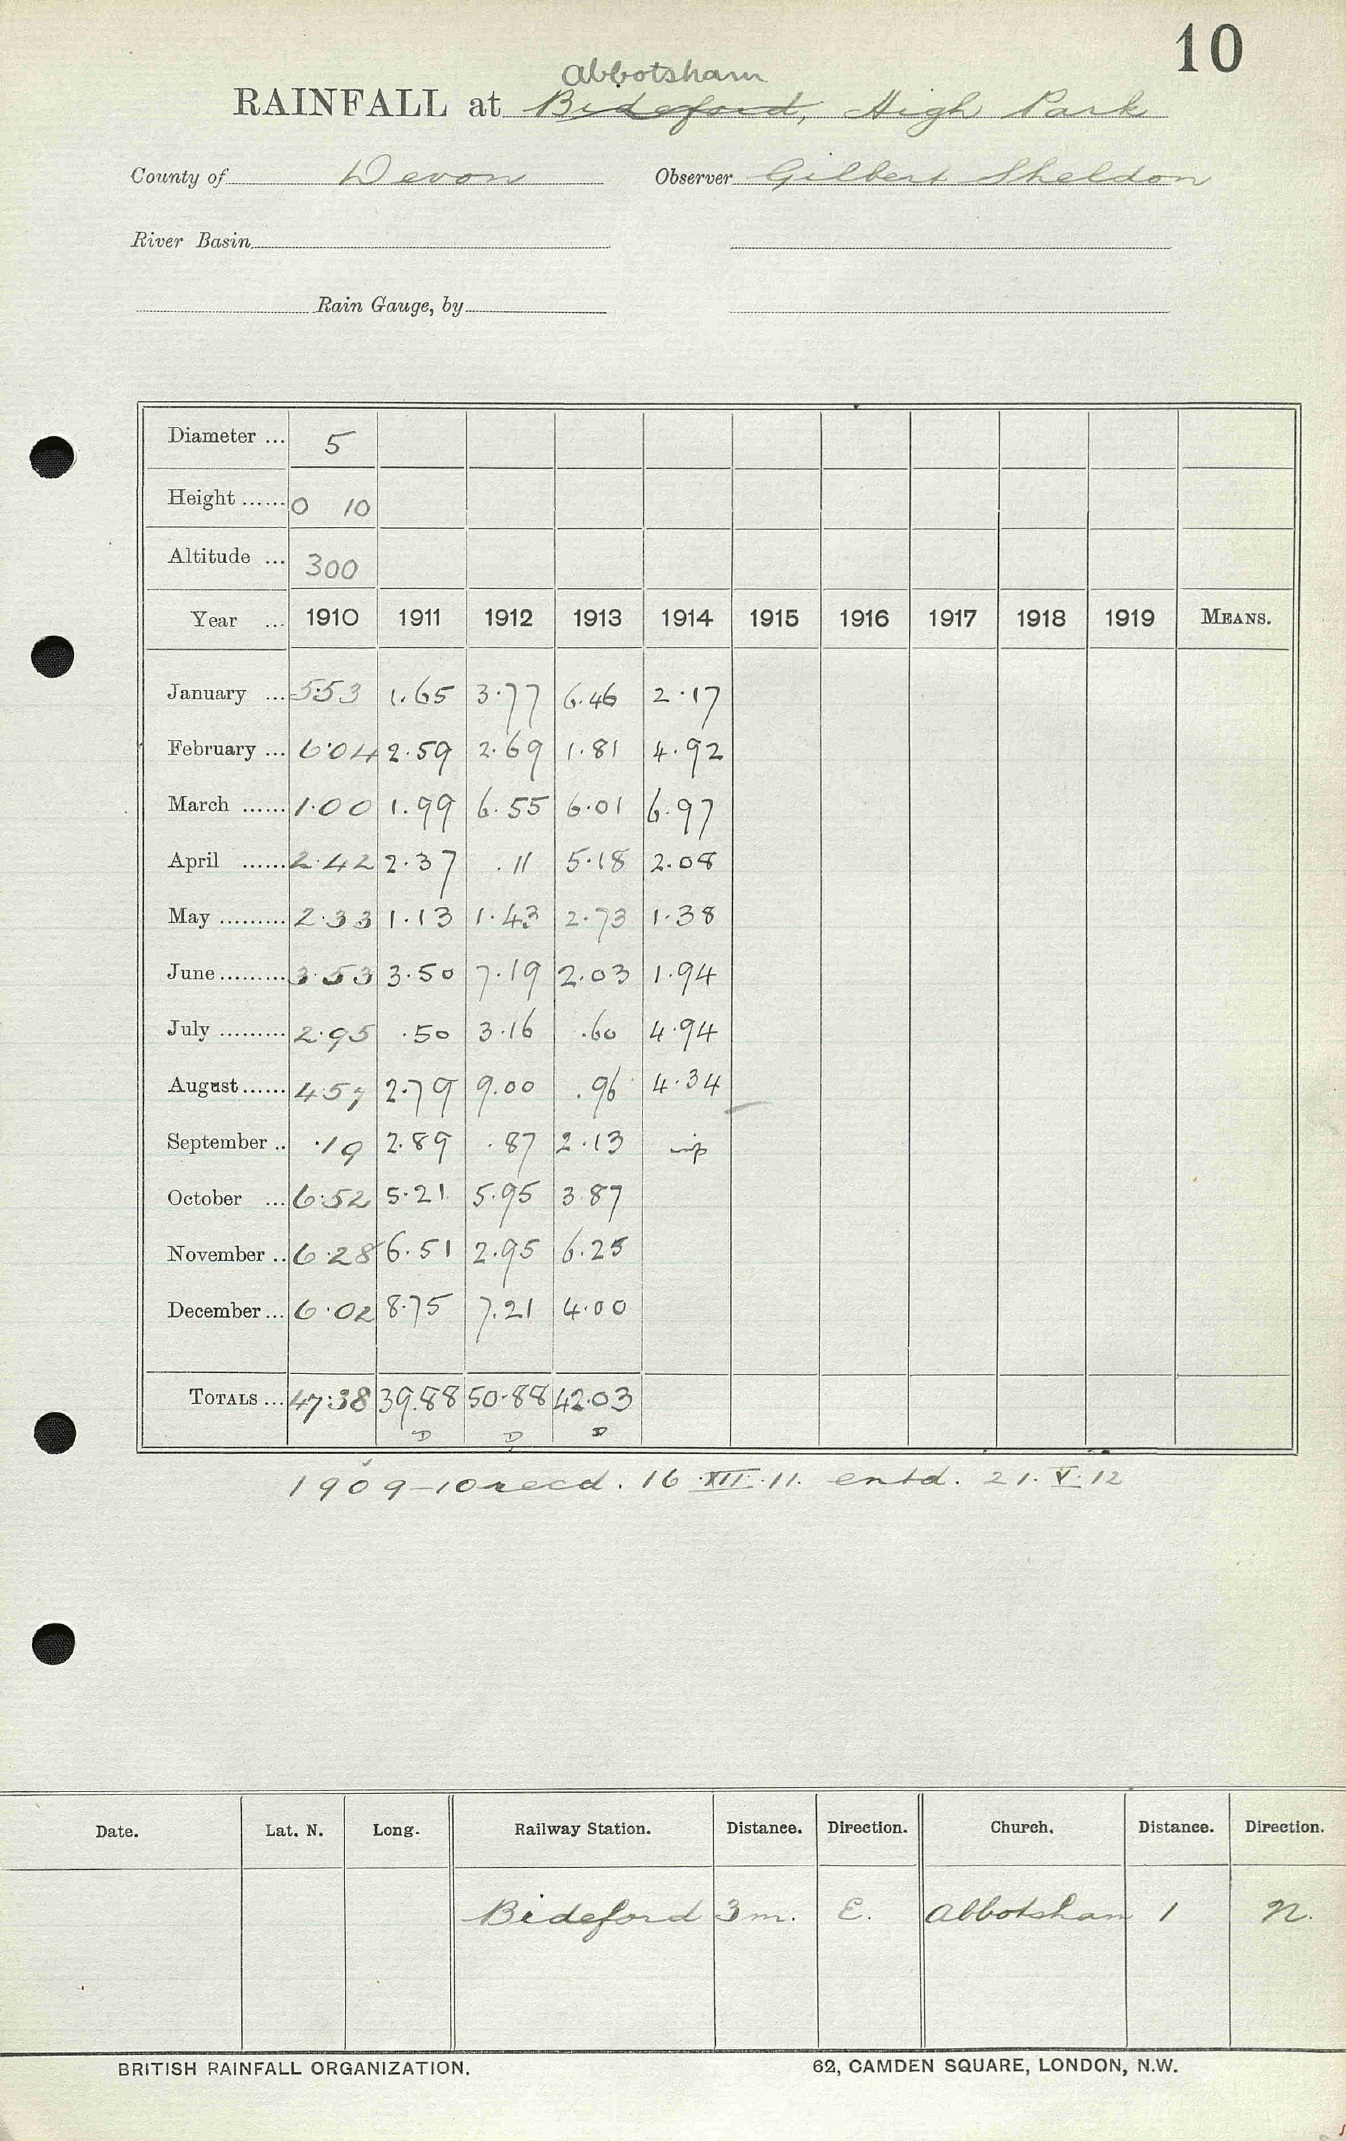 10
Abbotsham
RAINFALL at Bideford, High Park
County of Devon Observer Gilbert Sheldon
River Basin
Rain Gauge, by
Diameter ... 5
Height ...... 0 10
Altitude ... 300
Year ... 1910 1911 1912 1913 1914 1915 1916 1917 1918 1919 MEANS.
January ... 5.53 1.65 3.77 6.46 2.17
February ... 6.04 2.59 2.69 1.81 4.92
March ...... 1.00 1.99 6.55 6.01 6.97
April ...... 2.42 2.37 .11 5.18 2.08
May ......... 2.33 1.13 1.43 2.73 1.38
June ......... 3.53 3.50 7.19 2.03 1.94
July ......... 2.95 .50 3.16 .60 4.94
August ...... 4.57 2.79 9.00 .96 4.34
September .. .19 2.89 .87 2.13
October ... 6.52 5.21 5.95 3.87
November .. 6.28 6.51 2.95 6.25
December ... 6.02 8.75 7.21 4.00
TOTALS ... 47.38 39.88 50.88 42.03
D D D
1909-10 recd. 16.XII.11. entd. 21.V.12
Date. Lat. N. Long. Railway Station. Distance. Direction. Church. Distance. Direction.
Bideford 3 m. E. Abbotsham 1 N.
BRITISH RAINFALL ORGANIZATION. 62, CAMDEN SQUARE, LONDON, N.W.